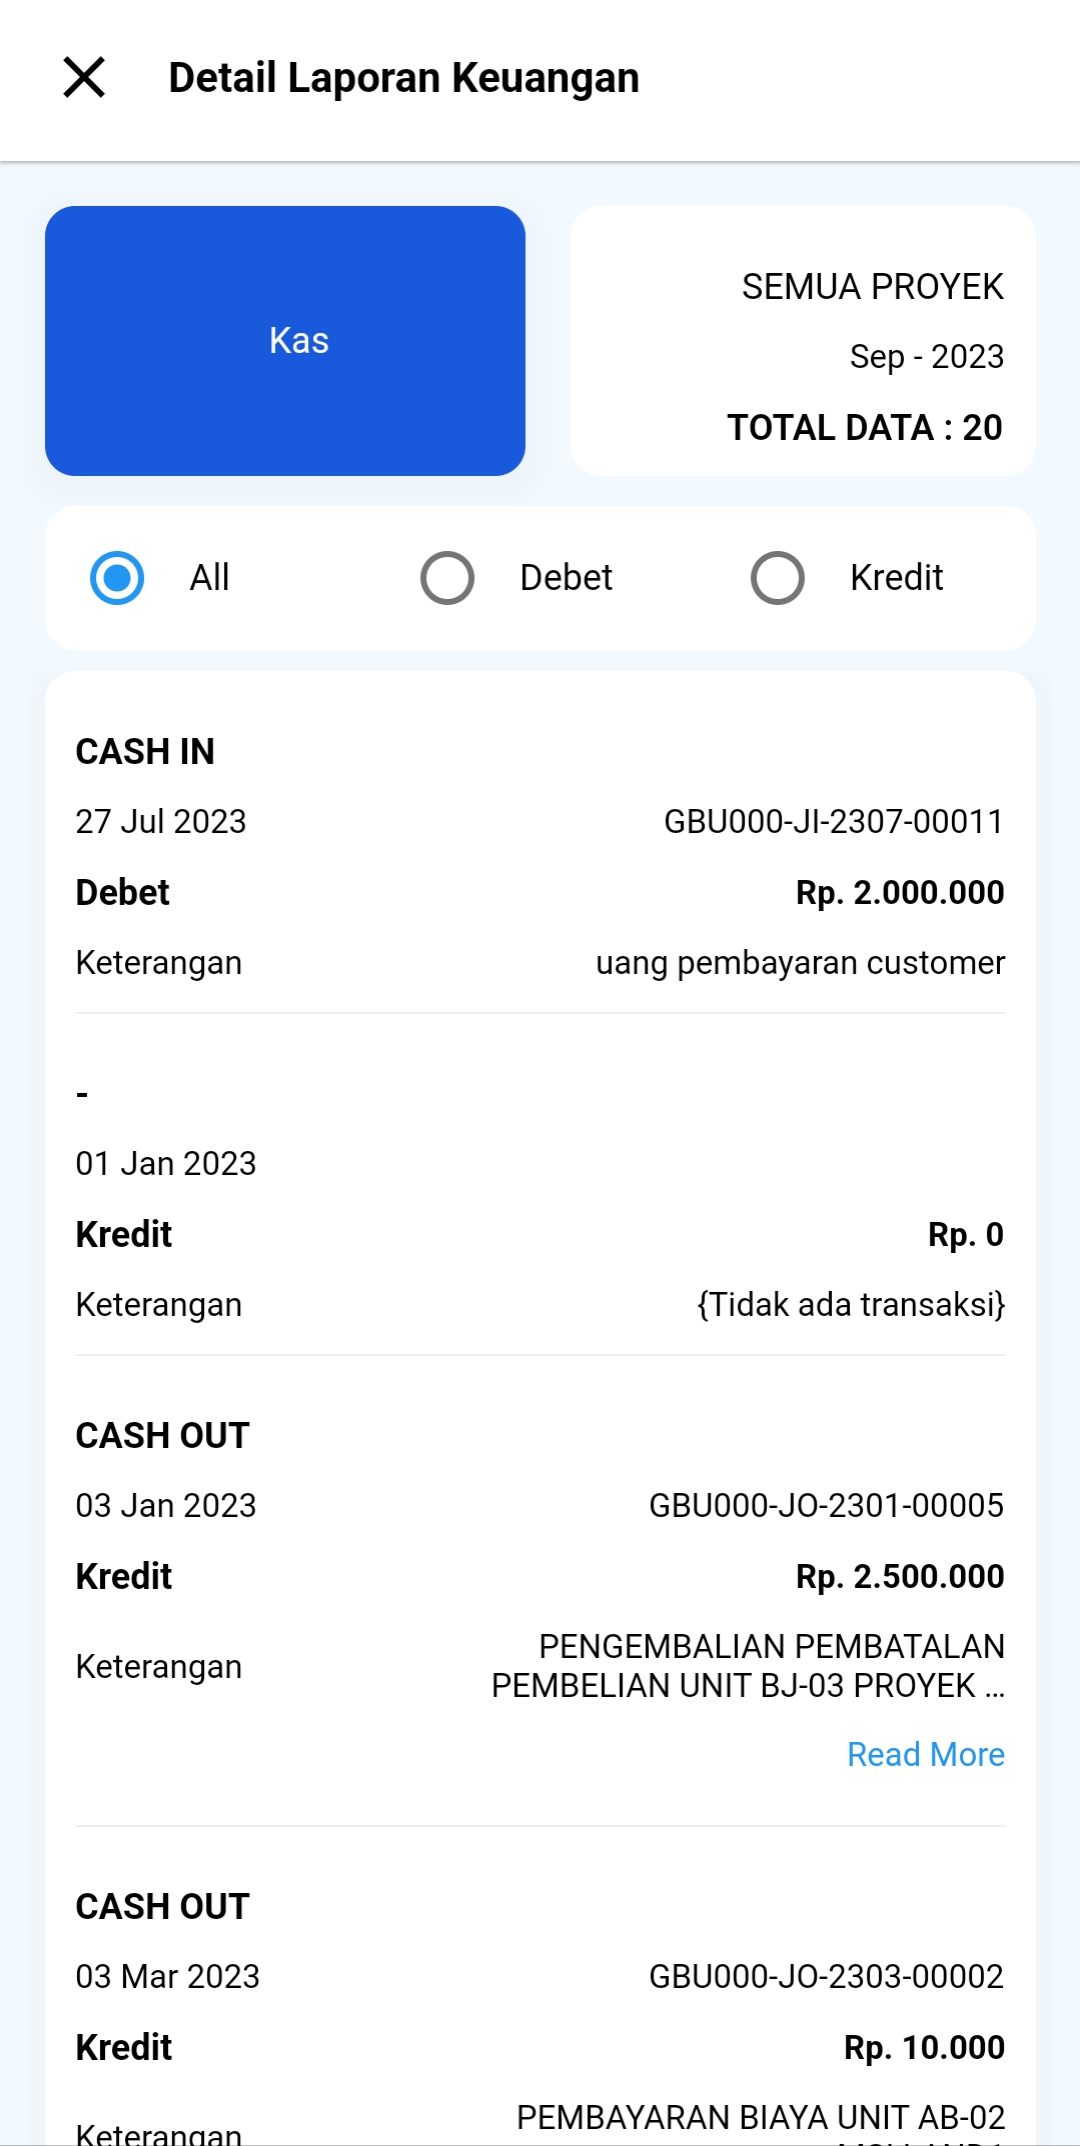 Detail Laporan Keuangan
Kas
SEMUA PROYEK
Sep - 2023
TOTAL DATA : 20
All
Debet
Kredit
CASH IN
27 Jul 2023
GBU000-JI-2307-00011
Debet
Rp. 2.000.000
Keterangan
uang pembayaran customer
-
01 Jan 2023
Kredit
Rp. 0
Keterangan
{Tidak ada transaksi}
CASH OUT
03 Jan 2023
GBU000-JO-2301-00005
Kredit
Rp. 2.500.000
Keterangan
PENGEMBALIAN PEMBATALAN
PEMBELIAN UNIT BJ-03 PROYEK ...
Read More
CASH OUT
03 Mar 2023
GBU000-JO-2303-00002
Kredit
Rp. 10.000
Keterangan
PEMBAYARAN BIAYA UNIT AB-02